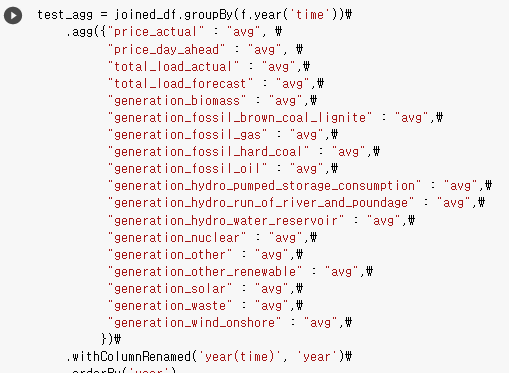 test_agg = joined_df.groupBy(f.year('time'))₩
.agg({"price_actual" : "avg", ₩
"price_day_ahead" : "avg", ₩
"total_load_actual" : "avg",₩
"total_load_forecast" : "avg",₩
"generation_biomass" : "avg",₩
"generation_fossil_brown_coal_lignite" : "avg",₩
"generation_fossil_gas" : "avg",₩
"generation_fossil_hard_coal" : "avg",₩
"generation_fossil_oil" : "avg",₩
"generation_hydro_pumped_storage_consumption" : "avg",₩
"generation_hydro_run_of_river_and_poundage" : "avg",₩
"generation_hydro_water_reservoir" : "avg",₩
"generation_nuclear" : "avg",₩
"generation_other" : "avg",₩
"generation_other_renewable" : "avg",₩
"generation_solar" : "avg",₩
"generation_waste" : "avg",₩
"generation_wind_onshore" : "avg",₩
})₩
.withColumnRenamed('year(time)', 'year')₩
.orderBy('year')